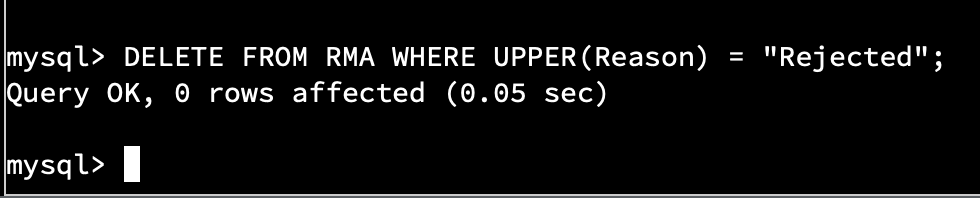 mysql> DELETE FROM RMA WHERE UPPER(Reason) = "Rejected";
Query OK, 0 rows affected (0.05 sec)
mysql>